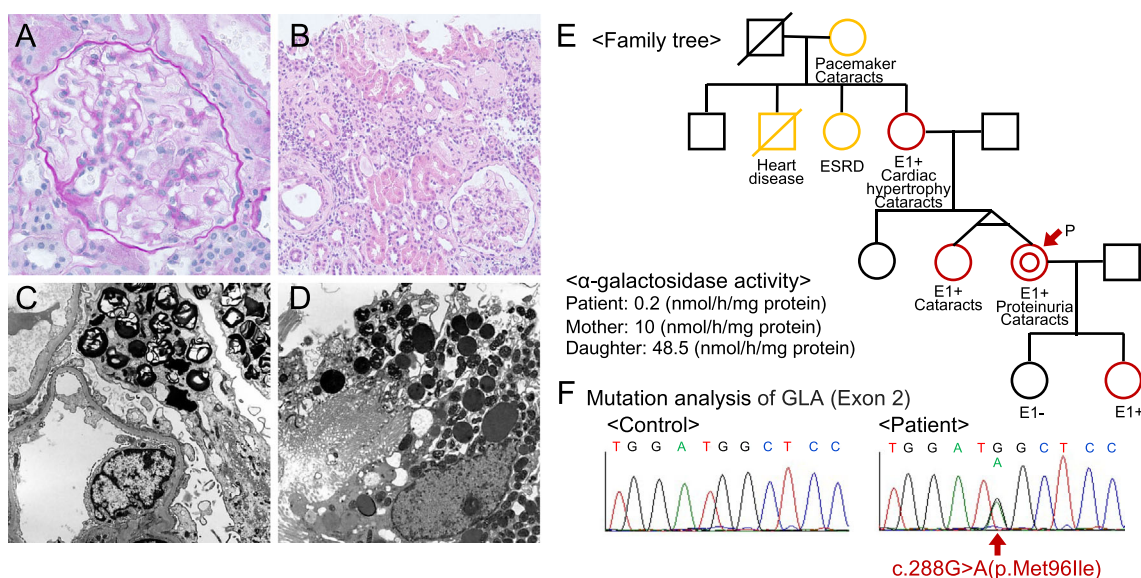 A
B
C
D
E <Family tree>
Pacemaker
Cataracts
Heart
disease
ESRD
E1+
Cardiac
hypertrophy
Cataracts
P
E1+
Cataracts
E1+
Proteinuria
Cataracts
E1-
E1+
<α-galactosidase activity>
Patient: 0.2 (nmol/h/mg protein)
Mother: 10 (nmol/h/mg protein)
Daughter: 48.5 (nmol/h/mg protein)
F Mutation analysis of GLA (Exon 2)
<Control>
T G G A T G G C T C C
<Patient>
T G G A T G G C T C C
A
c.288G>A(p.Met96Ile)